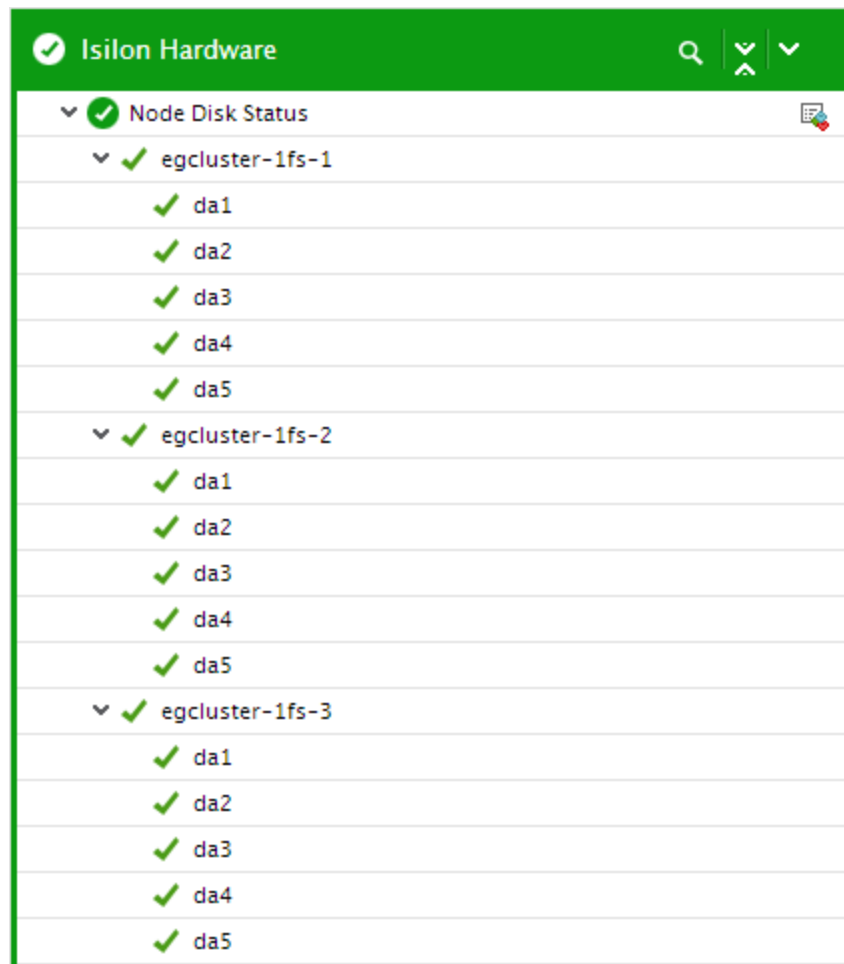 Isilon Hardware
Node Disk Status
egcluster-1fs-1
da1
da2
da3
da4
da5
egcluster-1fs-2
da1
da2
da3
da4
da5
egcluster-1fs-3
da1
da2
da3
da4
da5